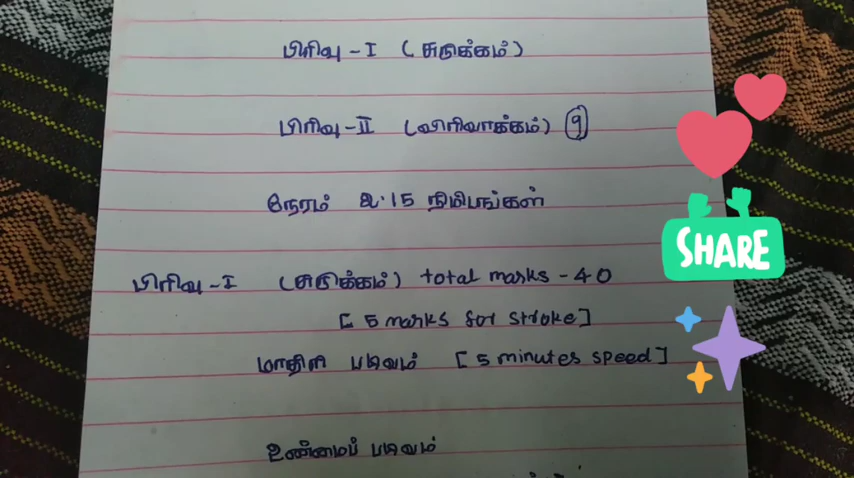 பிரிவு - I (சுருக்கம்)
பிரிவு - II (விரிவாக்கம்) 9
நேரம் 2.15 நிமிடங்கள்
பிரிவு - I (சுருக்கம்) total marks - 40
[ 5 marks for stroke ]
மாதிரி படிவம் [ 5 minutes speed ]
உண்மைப் படிவம்
SHARE